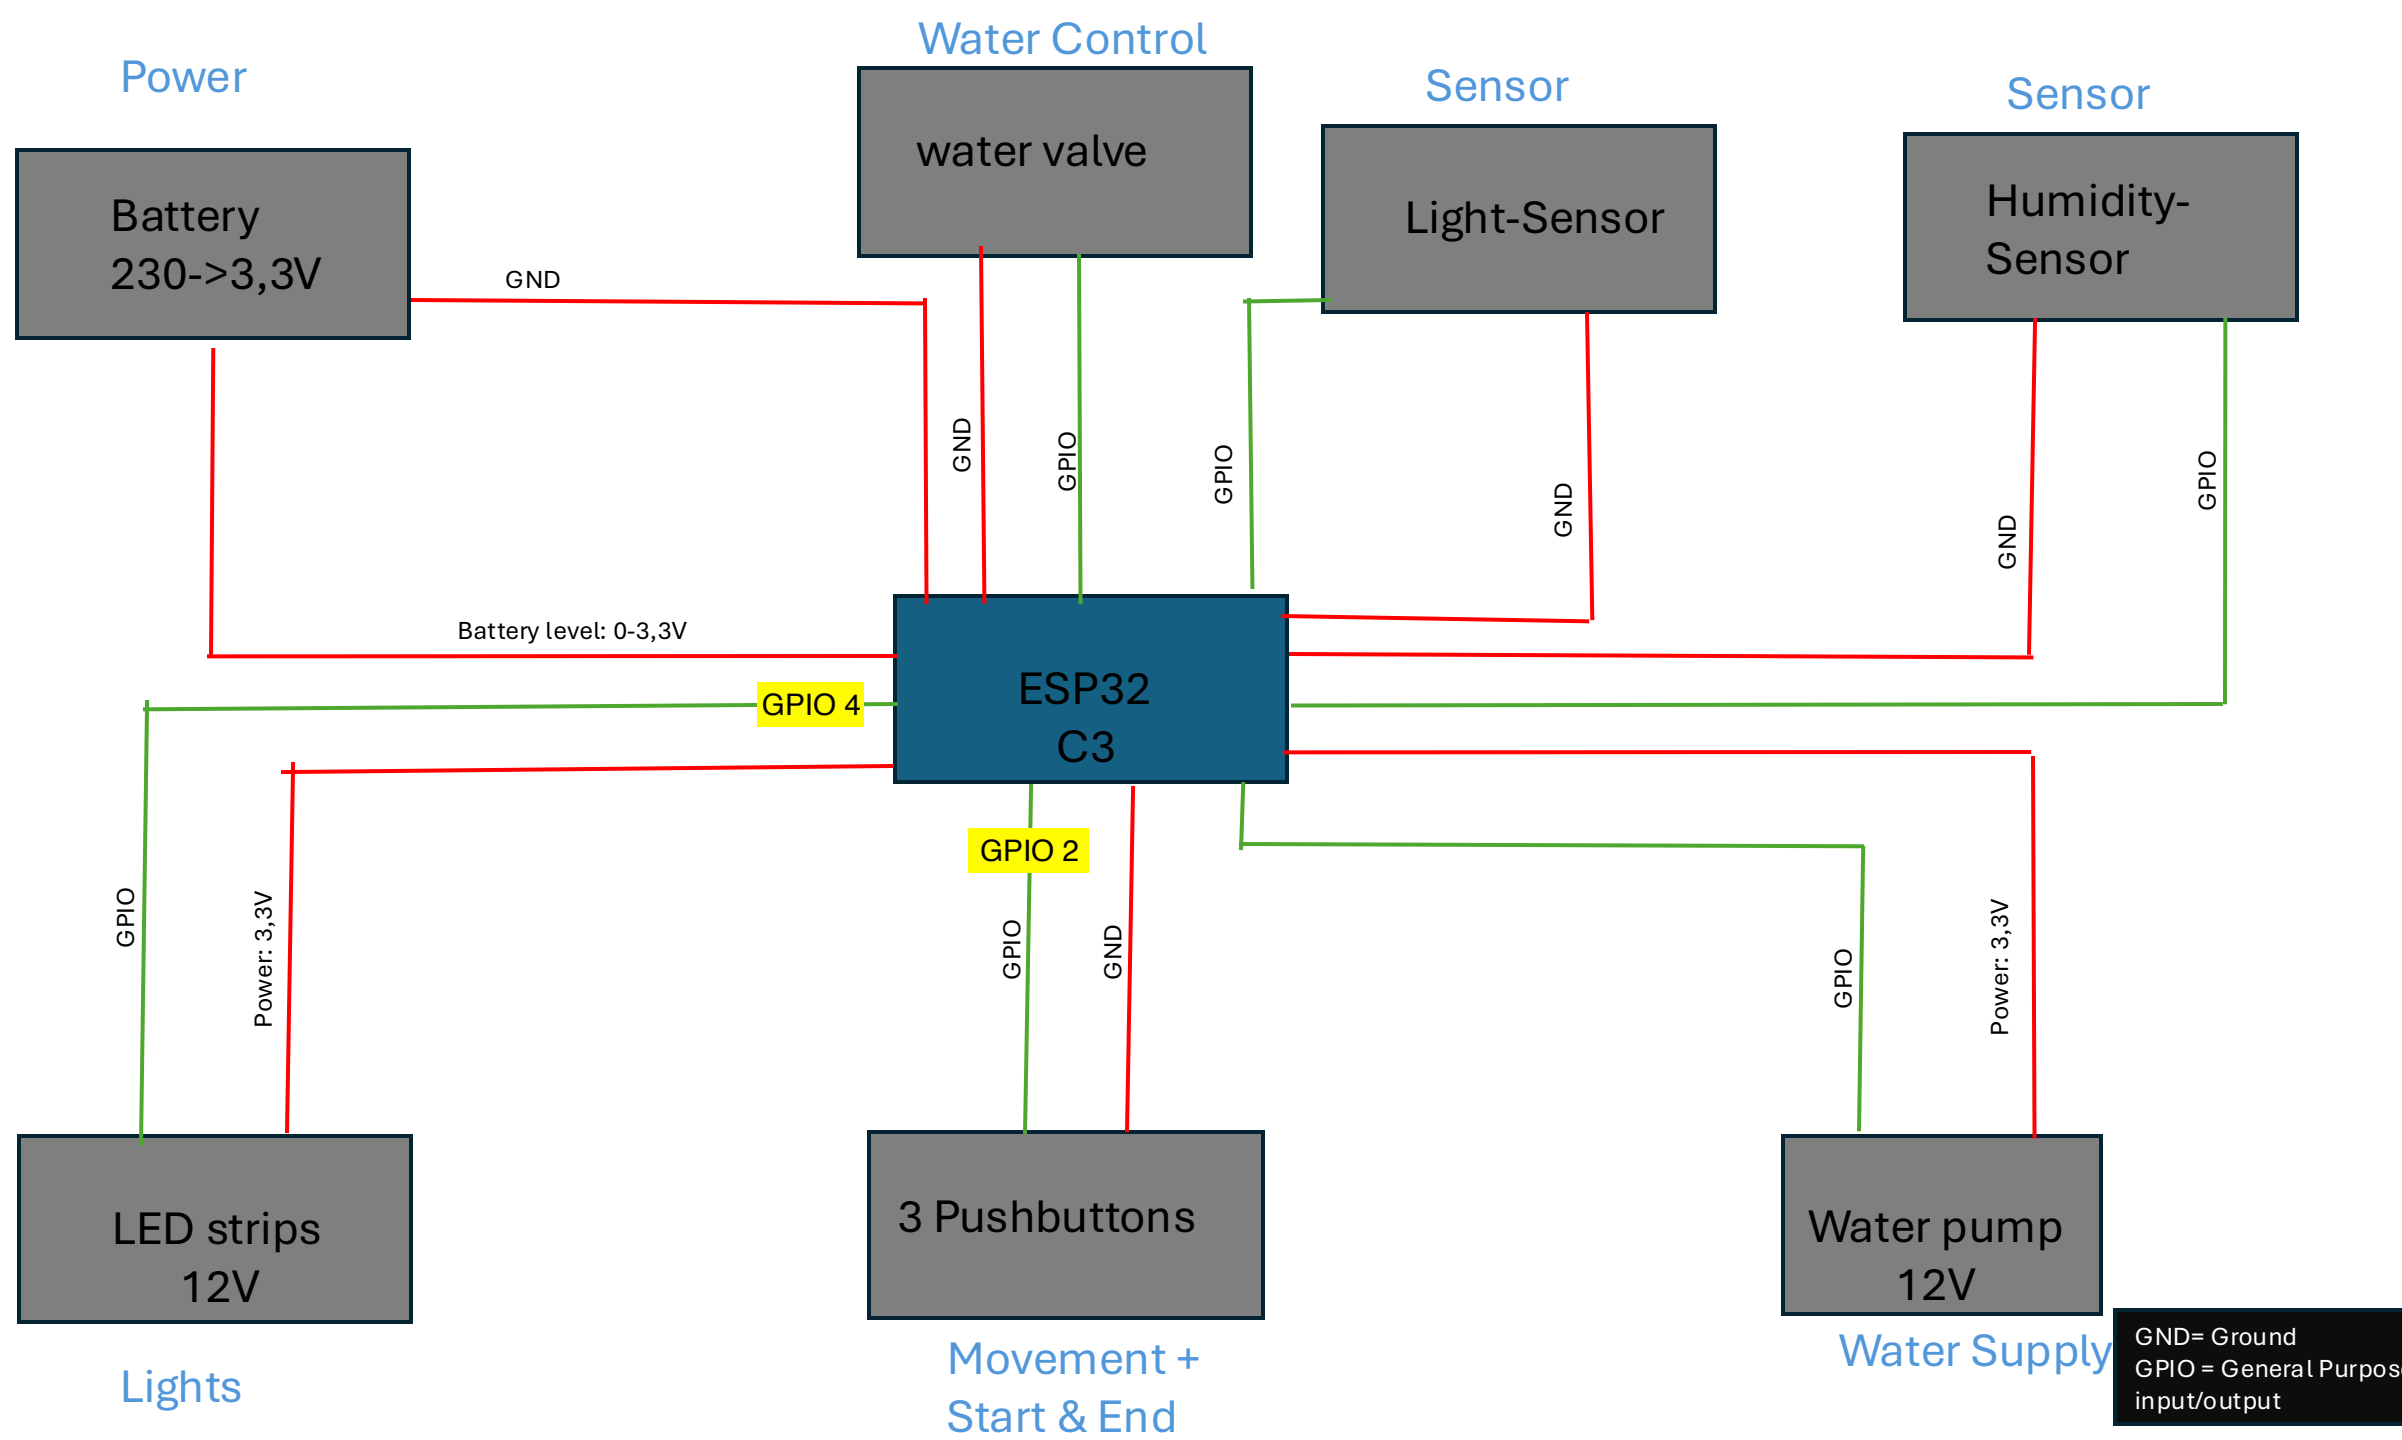 Water Control
Power
Sensor
Sensor
water valve
Battery
230->3,3V
Light-Sensor
Humidity-
Sensor
GND
GND
GPIO
GPIO
GND
GND
GPIO
Battery level: 0-3,3V
GPIO 4
ESP32
C3
GPIO 2
GPIO
Power: 3,3V
GPIO
GND
GPIO
Power: 3,3V
LED strips
12V
3 Pushbuttons
Water pump
12V
Lights
Movement +
Start & End
Water Supply
GND= Ground
GPIO = General Purpose
input/output